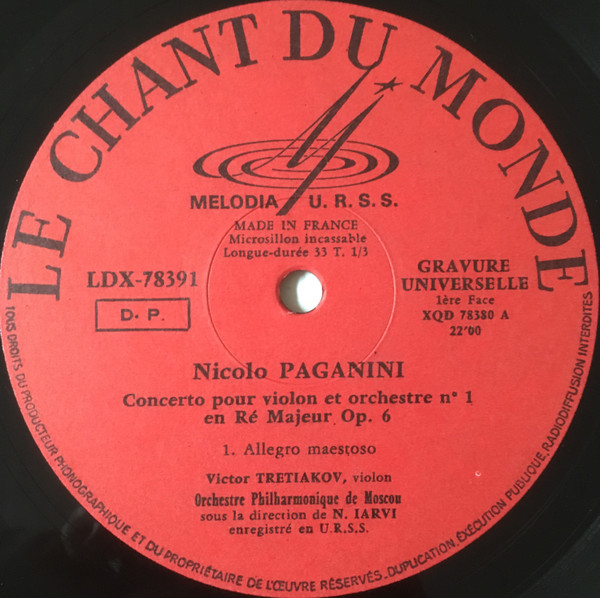 LE CHANT DU MONDE
MELODIA U.R.S.S.
MADE IN FRANCE
Microsillon incassable
Longue-durée 33 T. 1/3
LDX-78391
D. P.
GRAVURE
UNIVERSELLE
1ère Face
XQD 78380 A
22'00
Nicolo PAGANINI
Concerto pour violon et orchestre n° 1
en Ré Majeur Op. 6
1. Allegro maestoso
Victor TRETIAKOV, violon
Orchestre Philharmonique de Moscou
sous la direction de N. IARVI
enregistré en U.R.S.S.
TOUS DROITS DU PRODUCTEUR PHONOGRAPHIQUE ET DU PROPRIÉTAIRE DE L'ŒUVRE RÉSERVÉS. DUPLICATION, EXÉCUTION PUBLIQUE, RADIODIFFUSION INTERDITES